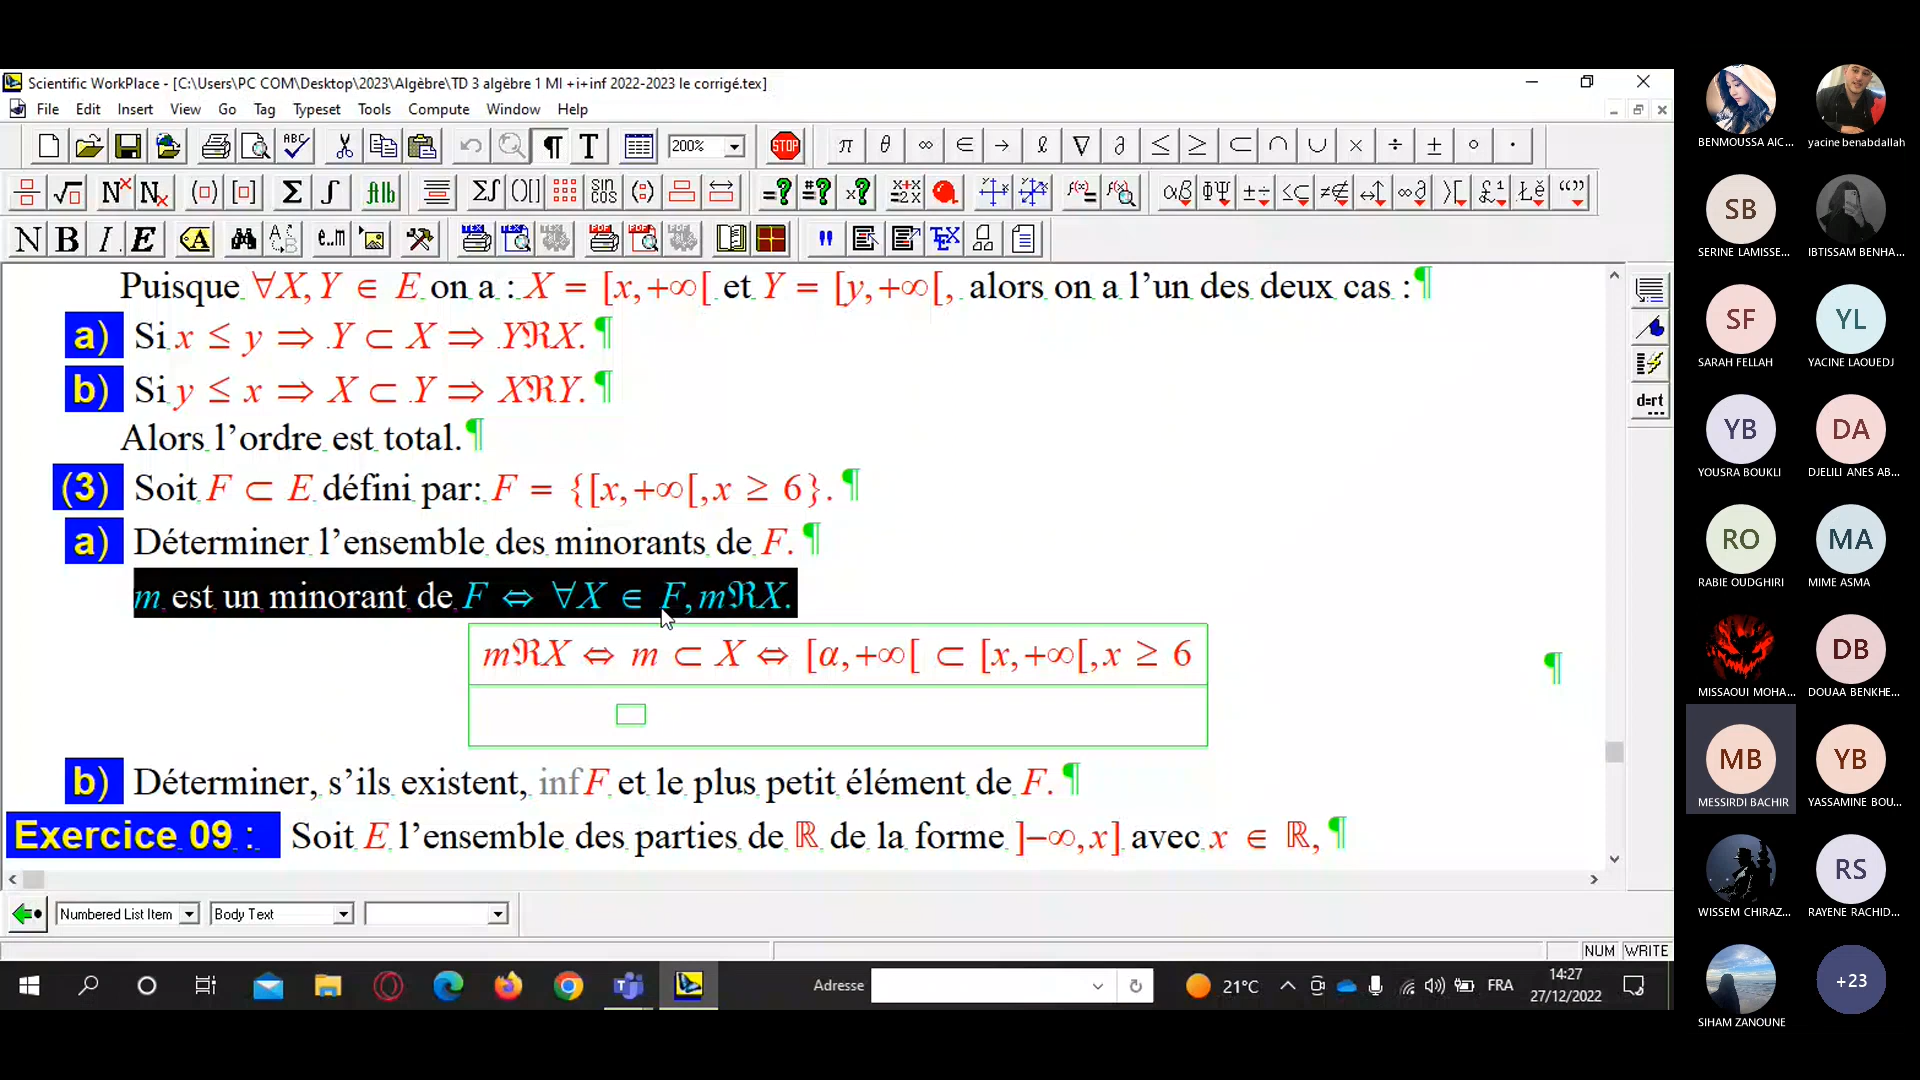 Scientific WorkPlace - [C:\Users\PC COM\Desktop\2023\Algèbre\TD 3 algèbre 1 MI +i+inf 2022-2023 le corrigé.tex]
File Edit Insert View Go Tag Typeset Tools Compute Window Help
200% STOP π θ ∞ ∈ → ℓ ∇ ∂ ≤ ≥ ⊂ ∩ ∪ × ÷ ± ∘ ·
N B I E
Puisque ∀X, Y ∈ E on a : X = [x,+∞[ et Y = [y,+∞[, alors on a l’un des deux cas :¶
a) Si x ≤ y ⇒ Y ⊂ X ⇒ YℜX.¶
b) Si y ≤ x ⇒ X ⊂ Y ⇒ XℜY.¶
Alors l’ordre est total.¶
(3) Soit F ⊂ E défini par: F = {[x,+∞[, x ≥ 6}.¶
a) Déterminer l’ensemble des minorants de F.¶
m est un minorant de F ⇔ ∀X ∈ F, mℜX.
mℜX ⇔ m ⊂ X ⇔ [α,+∞[ ⊂ [x,+∞[, x ≥ 6 ¶
b) Déterminer, s’ils existent, inf F et le plus petit élément de F.¶
Exercice 09 : Soit E l’ensemble des parties de ℝ de la forme ]−∞, x] avec x ∈ ℝ,¶
Numbered List Item Body Text
NUM WRITE
Adresse 21°C FRA 14:27
27/12/2022
BENMOUSSA AIC... yacine benabdallah
SB
SERINE LAMISSE... IBTISSAM BENHA...
SF YL
SARAH FELLAH YACINE LAOUEDJ
YB DA
YOUSRA BOUKLI DJELILI ANES AB...
RO MA
RABIE OUDGHIRI MIME ASMA
DB
MISSAOUI MOHA... DOUAA BENKHE...
MB YB
MESSIRDI BACHIR YASSAMINE BOU...
RS
WISSEM CHIRAZ... RAYENE RACHID...
+23
SIHAM ZANOUNE